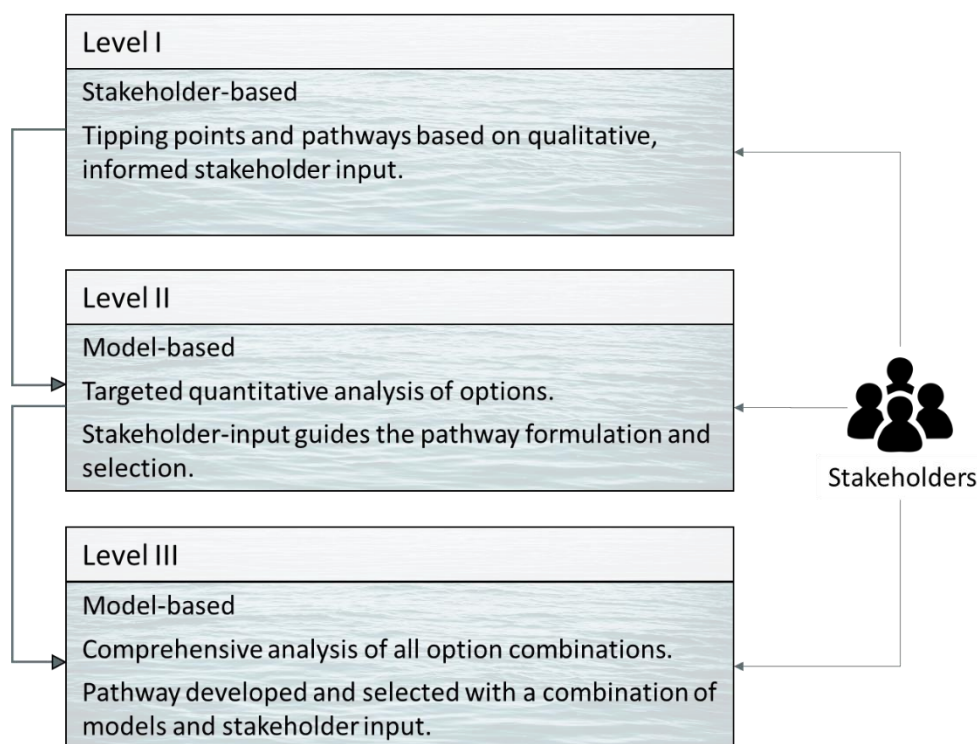 Level I
Stakeholder-based
Tipping points and pathways based on qualitative,
informed stakeholder input.
Level II
Model-based
Targeted quantitative analysis of options.
Stakeholder-input guides the pathway formulation and
selection.
Stakeholders
Level III
Model-based
Comprehensive analysis of all option combinations.
Pathway developed and selected with a combination of
models and stakeholder input.